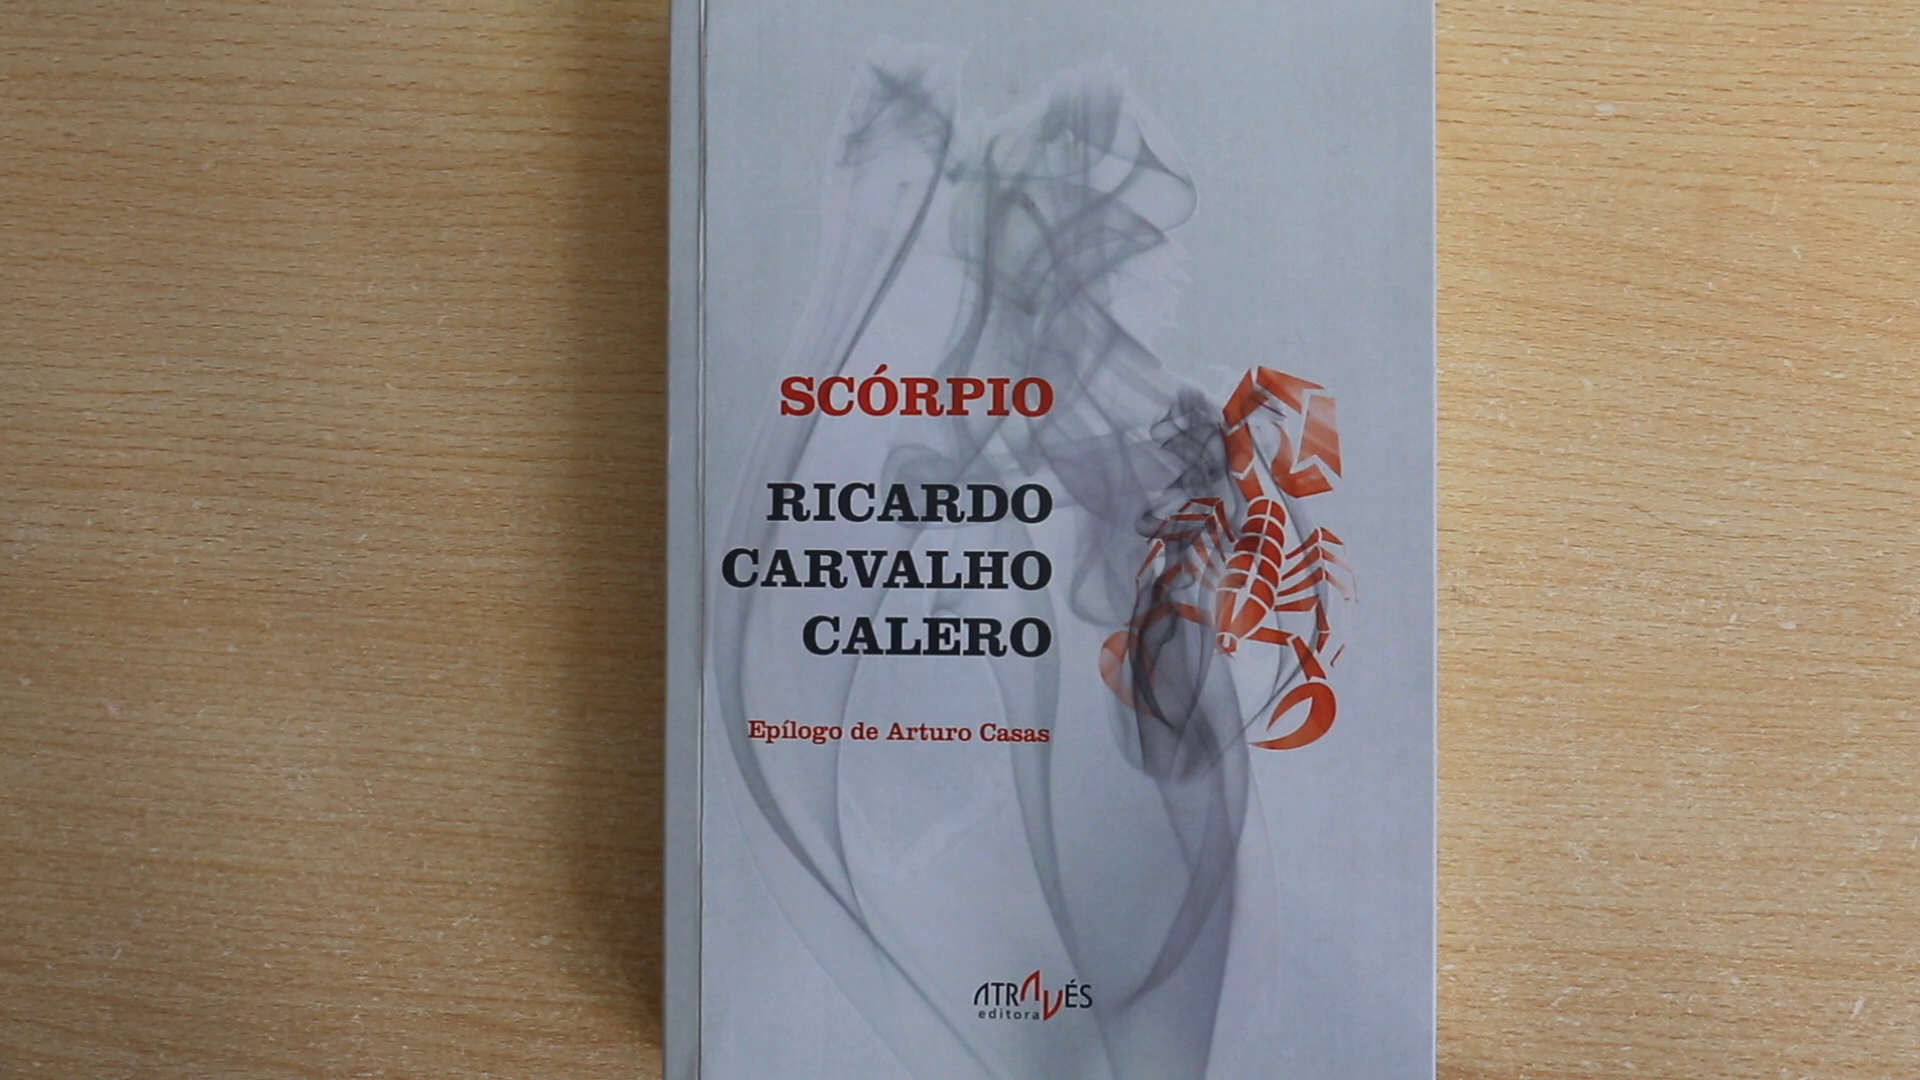 SCÓRPIO
RICARDO
CARVALHO
CALERO
Epílogo de Arturo Casas
ATRAVÉS
editora